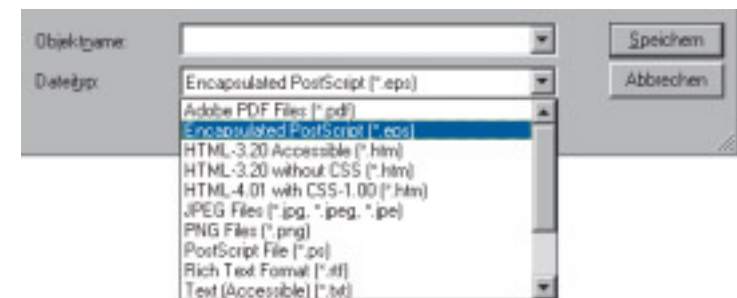 Objektname:
Speichern
Dateityp:
Encapsulated PostScript (*.eps)
Abbrechen
Adobe PDF Files (*.pdf)
Encapsulated PostScript (*.eps)
HTML-3.20 Accessible (*.htm)
HTML-3.20 without CSS (*.htm)
HTML-4.01 with CSS-1.00 (*.htm)
JPEG Files (*.jpg, *.jpeg, *.jpe)
PNG Files (*.png)
PostScript File (*.ps)
Rich Text Format (*.rtf)
Text (Accessible) (*.txt)